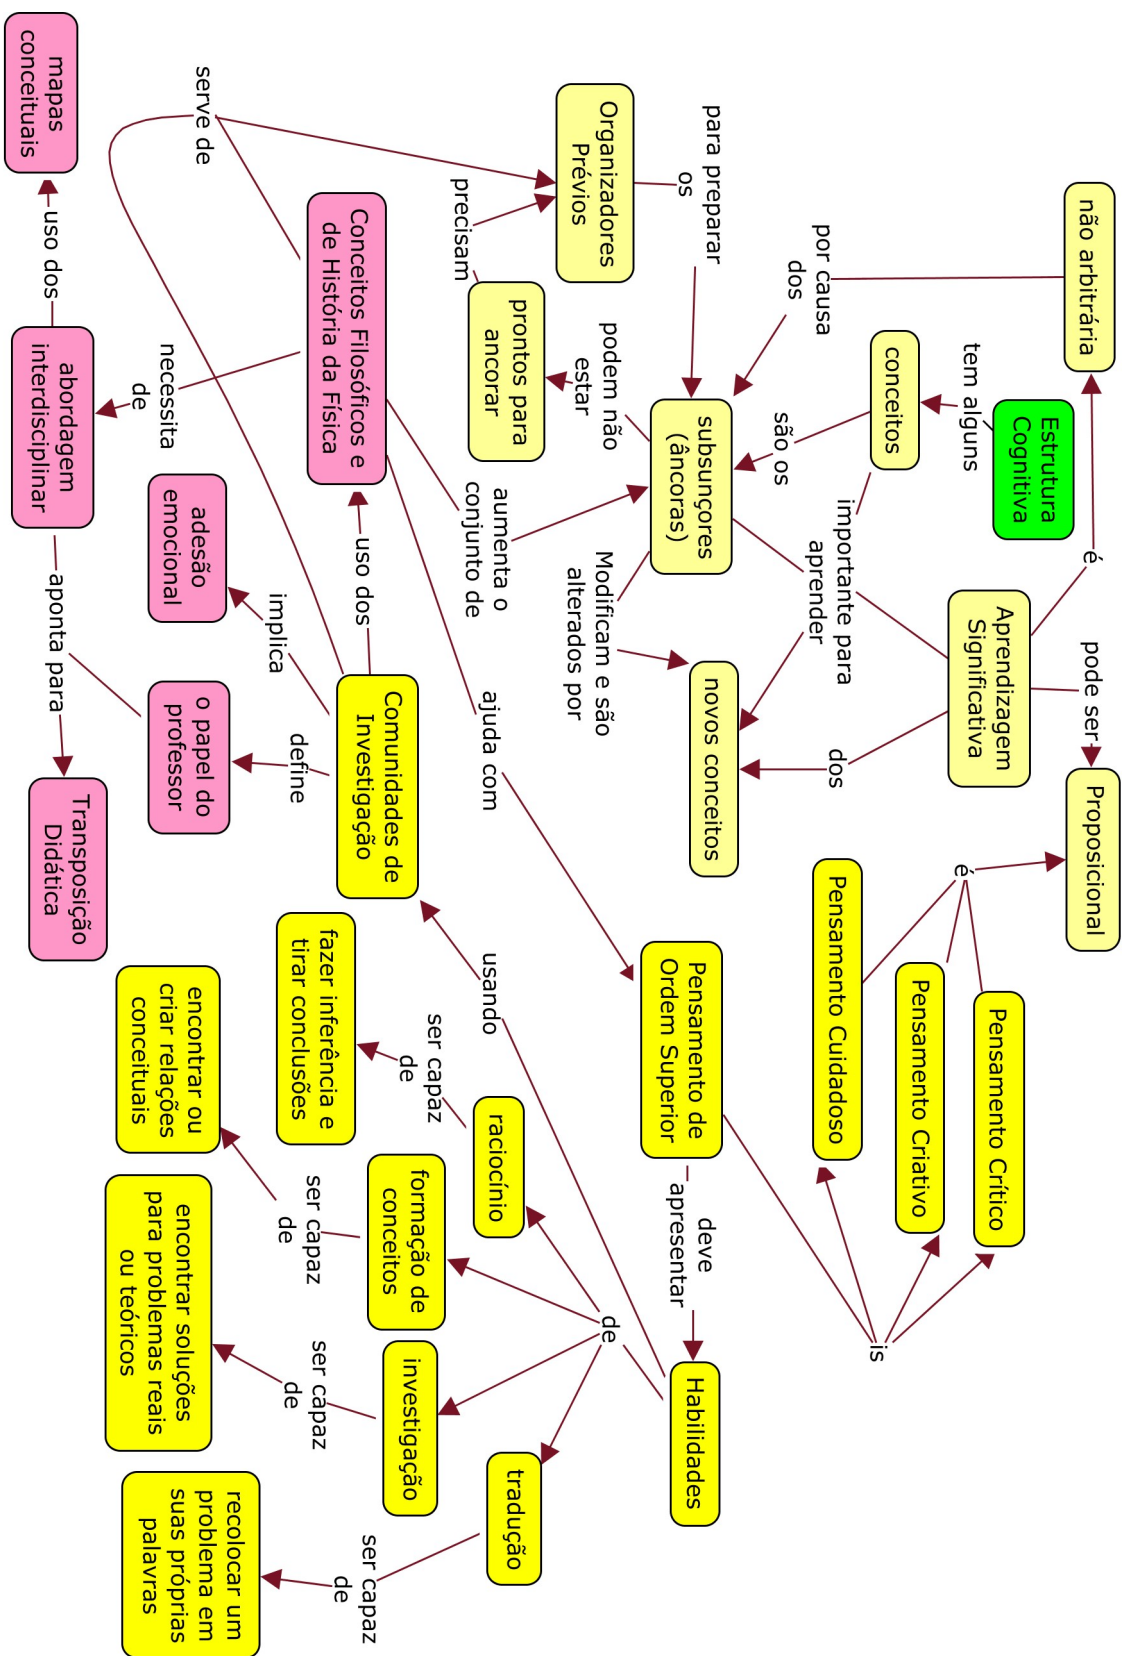 não arbitrária
é
pode ser
Proposicional
Estrutura
Cognitiva
tem alguns
Aprendizagem
Significativa
é
Pensamento Crítico
Pensamento Criativo
Pensamento Cuidadoso
is
conceitos
por causa
dos
importante para
aprender
dos
são os
para preparar
os
subsunçores
(âncoras)
novos conceitos
Pensamento de
Ordem Superior
deve
apresentar
Habilidades
Organizadores
Prévios
podem não
estar
Modificam e são
alterados por
de
prontos para
ancorar
precisam
aumenta o
conjunto de
ajuda com
usando
raciocínio
formação de
conceitos
investigação
tradução
ser capaz
de
Conceitos Filosóficos e
de História da Física
uso dos
Comunidades de
Investigação
fazer inferência e
tirar conclusões
ser capaz
de
ser capaz
de
ser capaz
de
serve de
necessita
de
implica
define
adesão
emocional
o papel do
professor
encontrar ou
criar relações
conceituais
encontrar soluções
para problemas reais
ou teóricos
recolocar um
problema em
suas próprias
palavras
mapas
conceituais
uso dos
abordagem
interdisciplinar
aponta para
Transposição
Didática